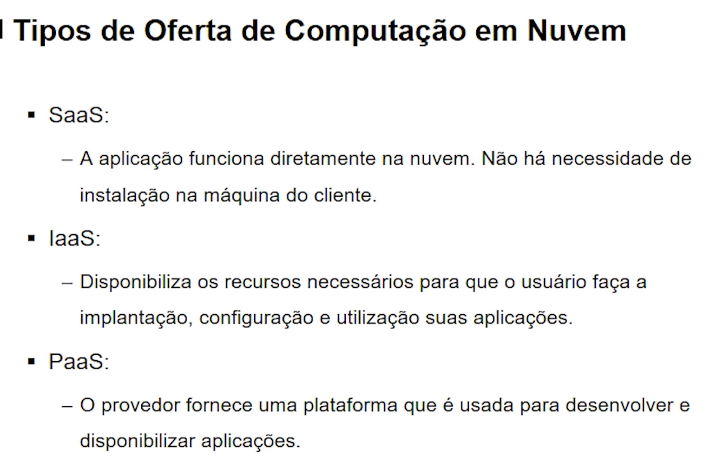 Tipos de Oferta de Computação em Nuvem
▪ SaaS:
– A aplicação funciona diretamente na nuvem. Não há necessidade de
instalação na máquina do cliente.
▪ IaaS:
– Disponibiliza os recursos necessários para que o usuário faça a
implantação, configuração e utilização suas aplicações.
▪ PaaS:
– O provedor fornece uma plataforma que é usada para desenvolver e
disponibilizar aplicações.